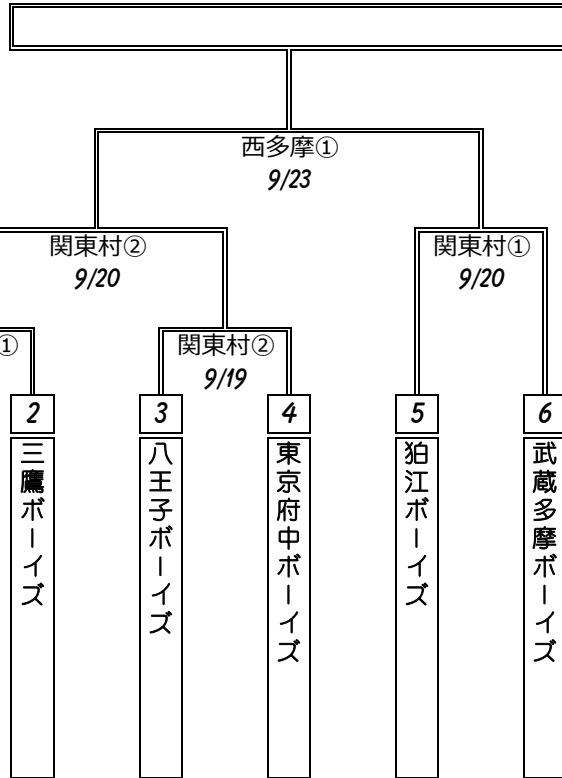 西多摩①
9/23
関東村②
9/20
関東村①
9/20
①
関東村②
9/19
2
3
4
5
6
三鷹ボーイズ
八王子ボーイズ
東京府中ボーイズ
狛江ボーイズ
武蔵多摩ボーイズ